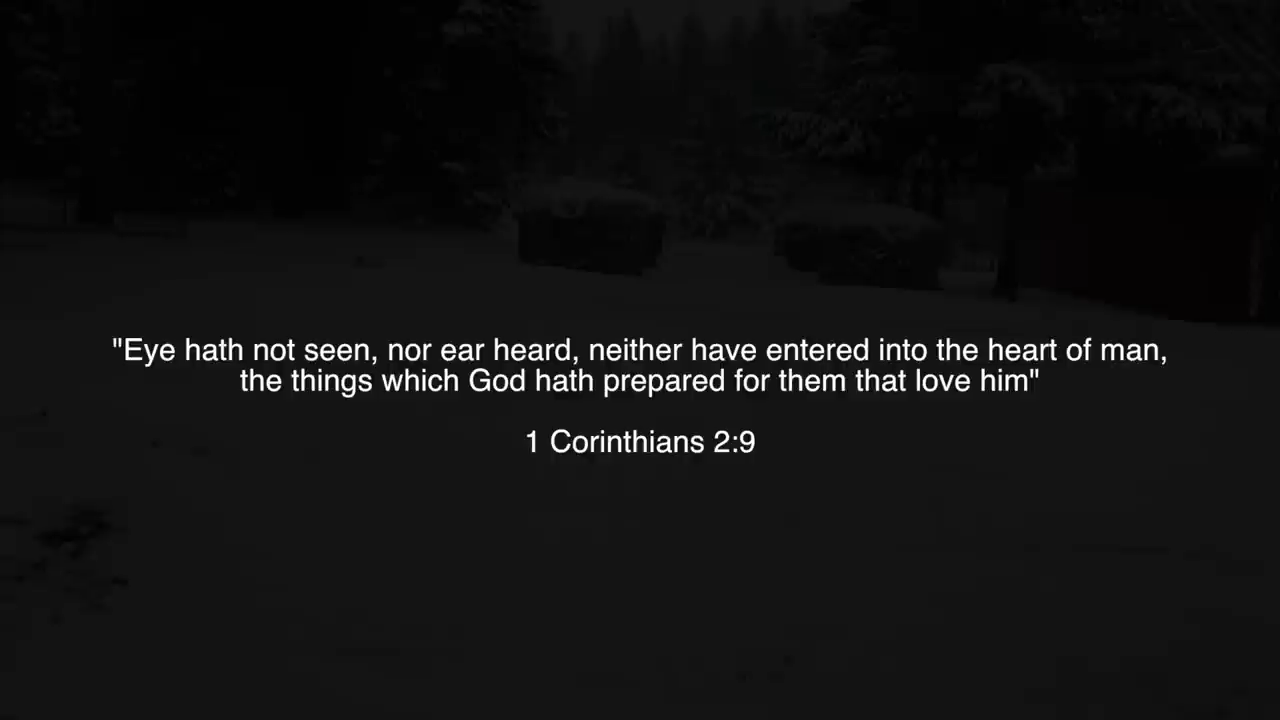 "Eye hath not seen, nor ear heard, neither have entered into the heart of man,
the things which God hath prepared for them that love him"
1 Corinthians 2:9